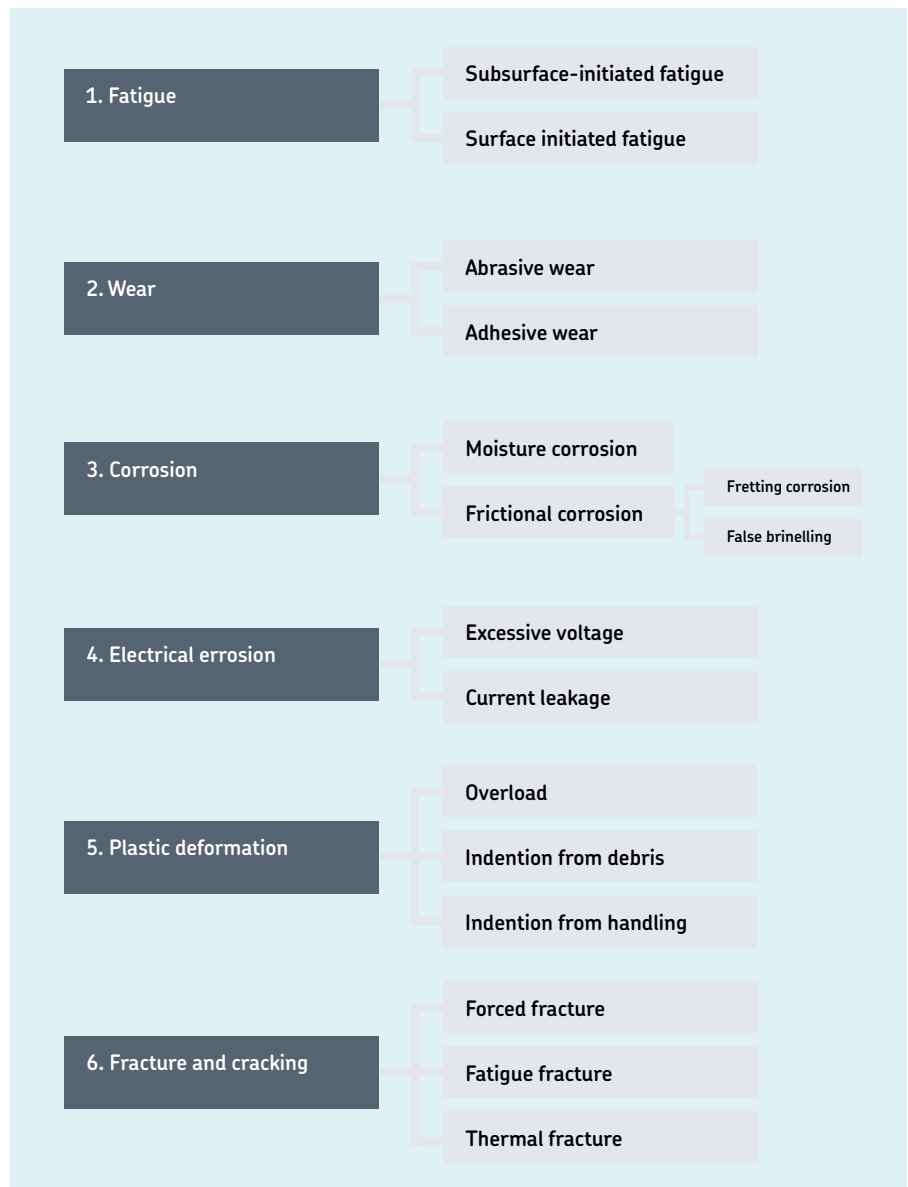 1. Fatigue
Subsurface-initiated fatigue
Surface initiated fatigue
2. Wear
Abrasive wear
Adhesive wear
3. Corrosion
Moisture corrosion
Frictional corrosion
Fretting corrosion
False brinelling
4. Electrical errosion
Excessive voltage
Current leakage
5. Plastic deformation
Overload
Indention from debris
Indention from handling
6. Fracture and cracking
Forced fracture
Fatigue fracture
Thermal fracture